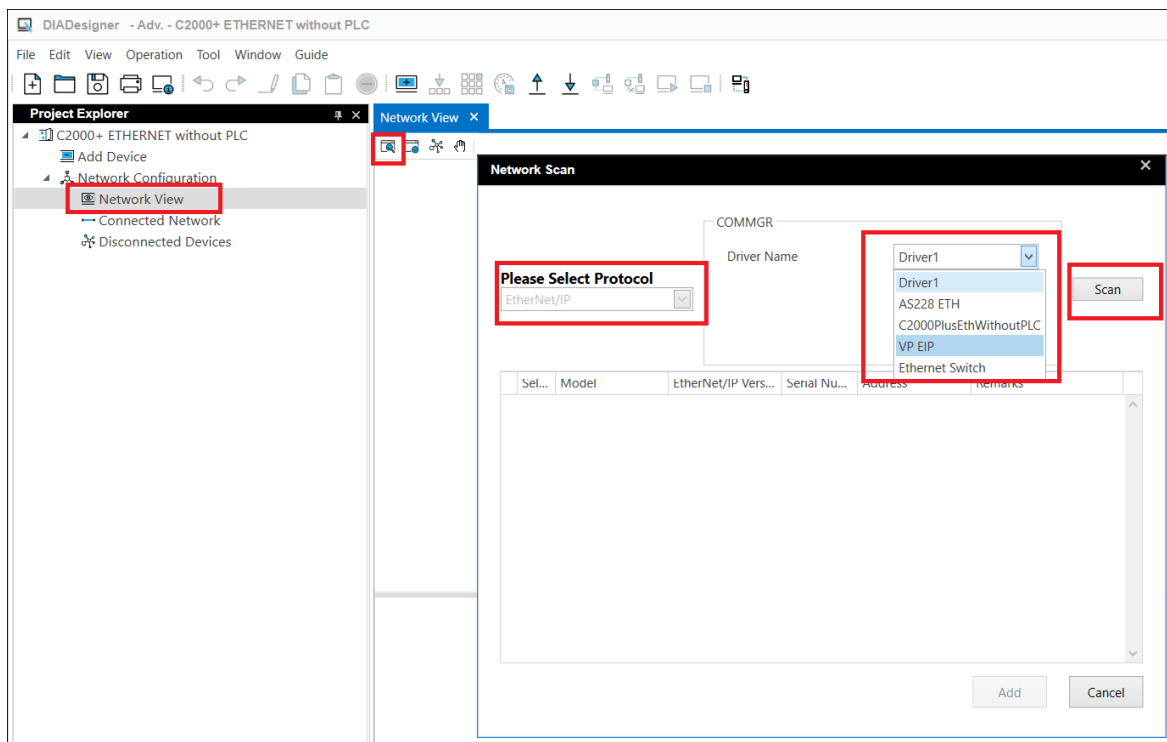 DIADesigner - Adv. - C2000+ ETHERNET without PLC
File Edit View Operation Tool Window Guide
Project Explorer
C2000+ ETHERNET without PLC
Add Device
Network Configuration
Network View
Connected Network
Disconnected Devices
Network View
Network Scan
COMMGR
Driver Name
Driver1
Please Select Protocol
EtherNet/IP
Driver1
AS228 ETH
C2000PlusEthWithoutPLC
VP EIP
Ethernet Switch
Scan
Sel... Model EtherNet/IP Vers... Serial Nu... Address Remarks
Add Cancel